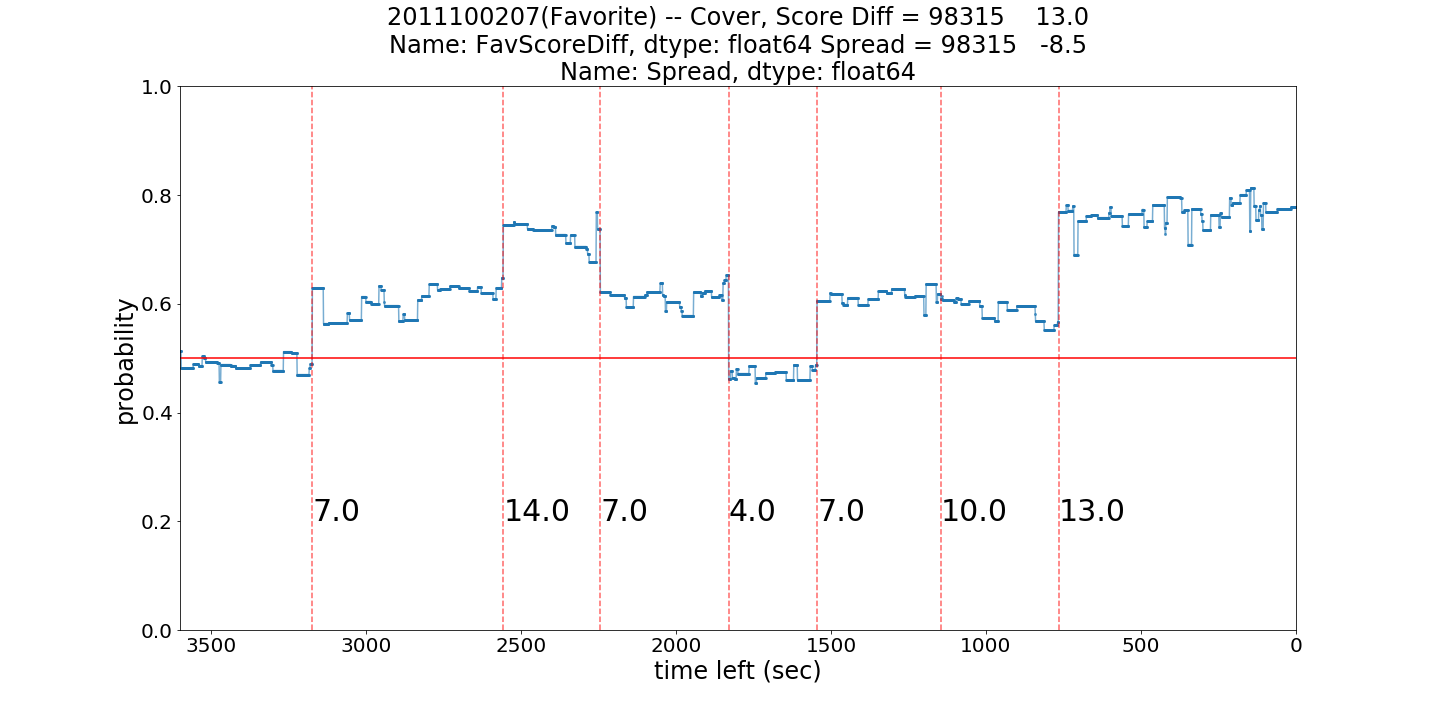 2011100207(Favorite) -- Cover, Score Diff = 98315    13.0
Name: FavScoreDiff, dtype: float64 Spread = 98315   -8.5
Name: Spread, dtype: float64
1.0
0.8
0.6
0.4
0.2
0.0
probability
7.0 14.0 7.0 4.0 7.0 10.0 13.0
3500 3000 2500 2000 1500 1000 500 0
time left (sec)